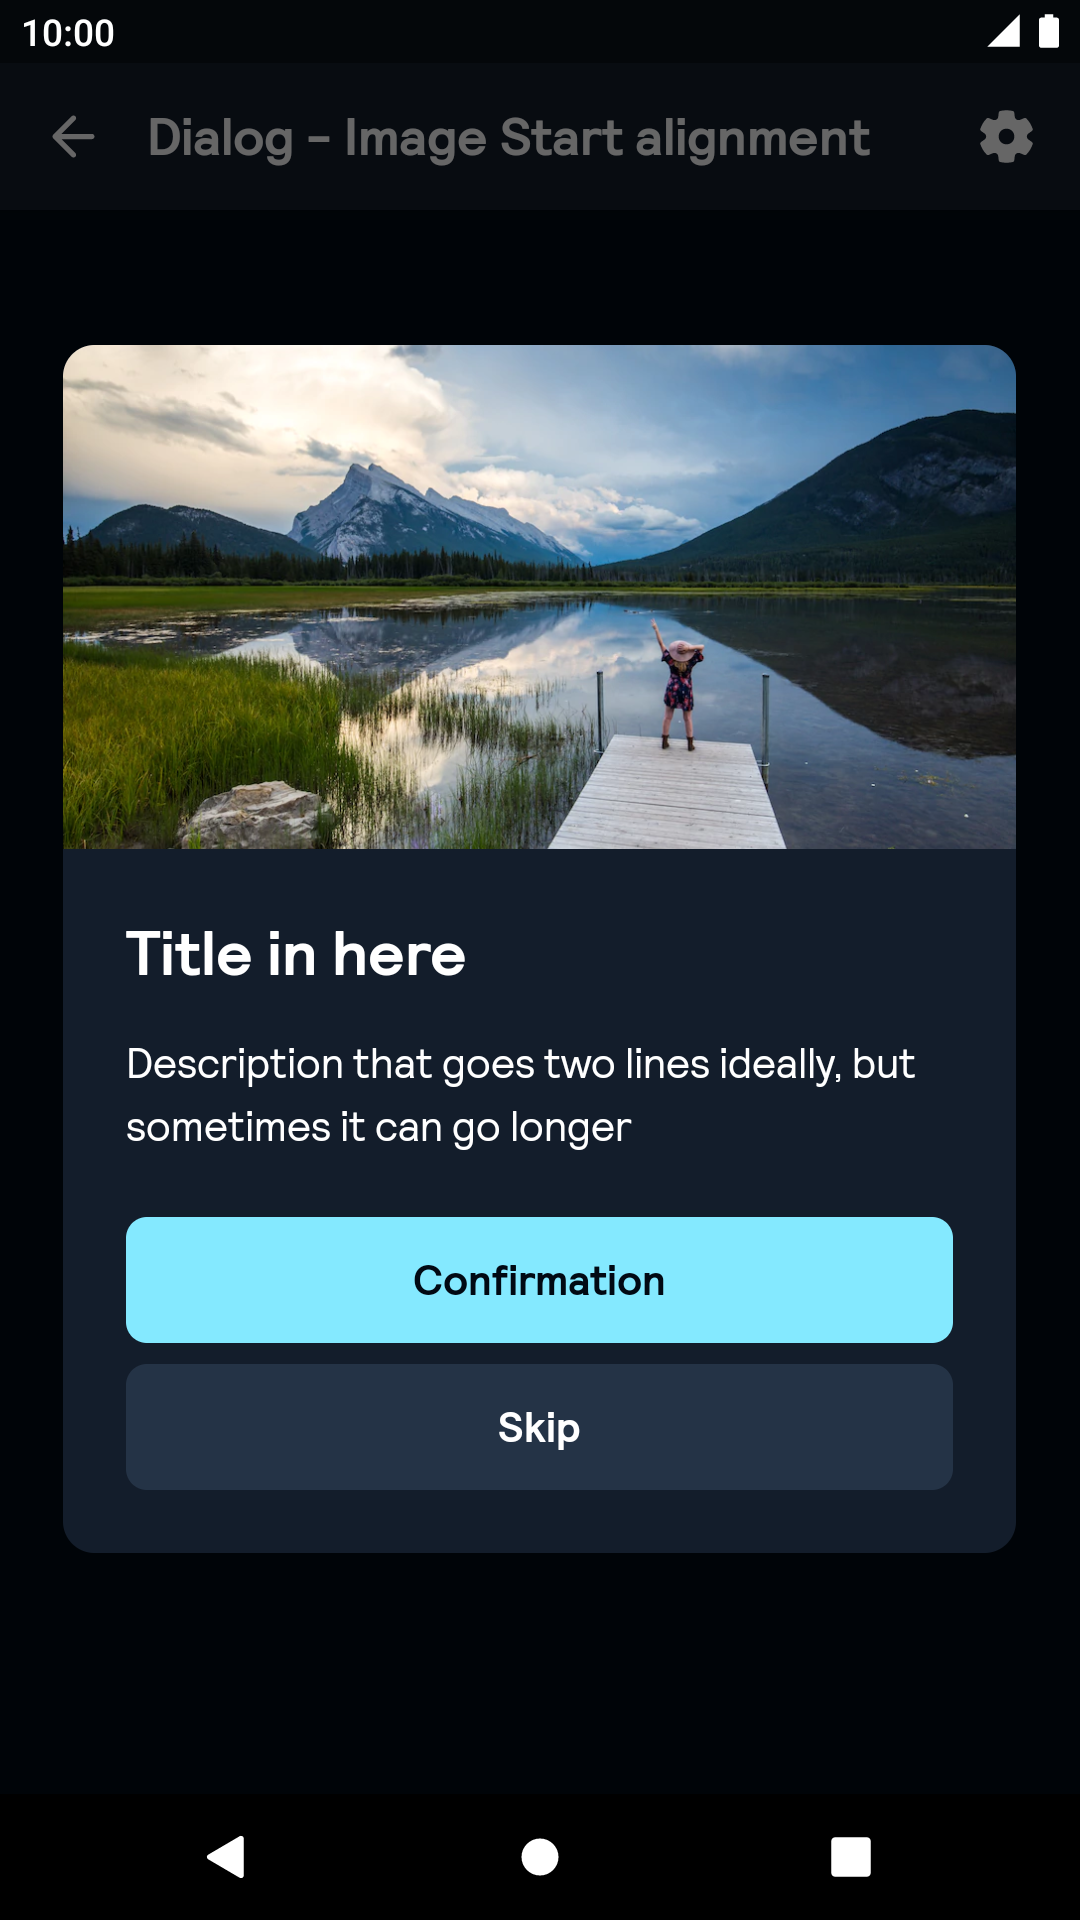 10:00
Dialog - Image Start alignment
Title in here
Description that goes two lines ideally, but
sometimes it can go longer
Confirmation
Skip